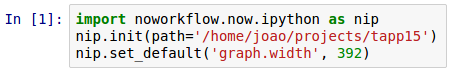 In [1]: import noworkflow.now.ipython as nip
nip.init(path='/home/joao/projects/tapp15')
nip.set_default('graph.width', 392)